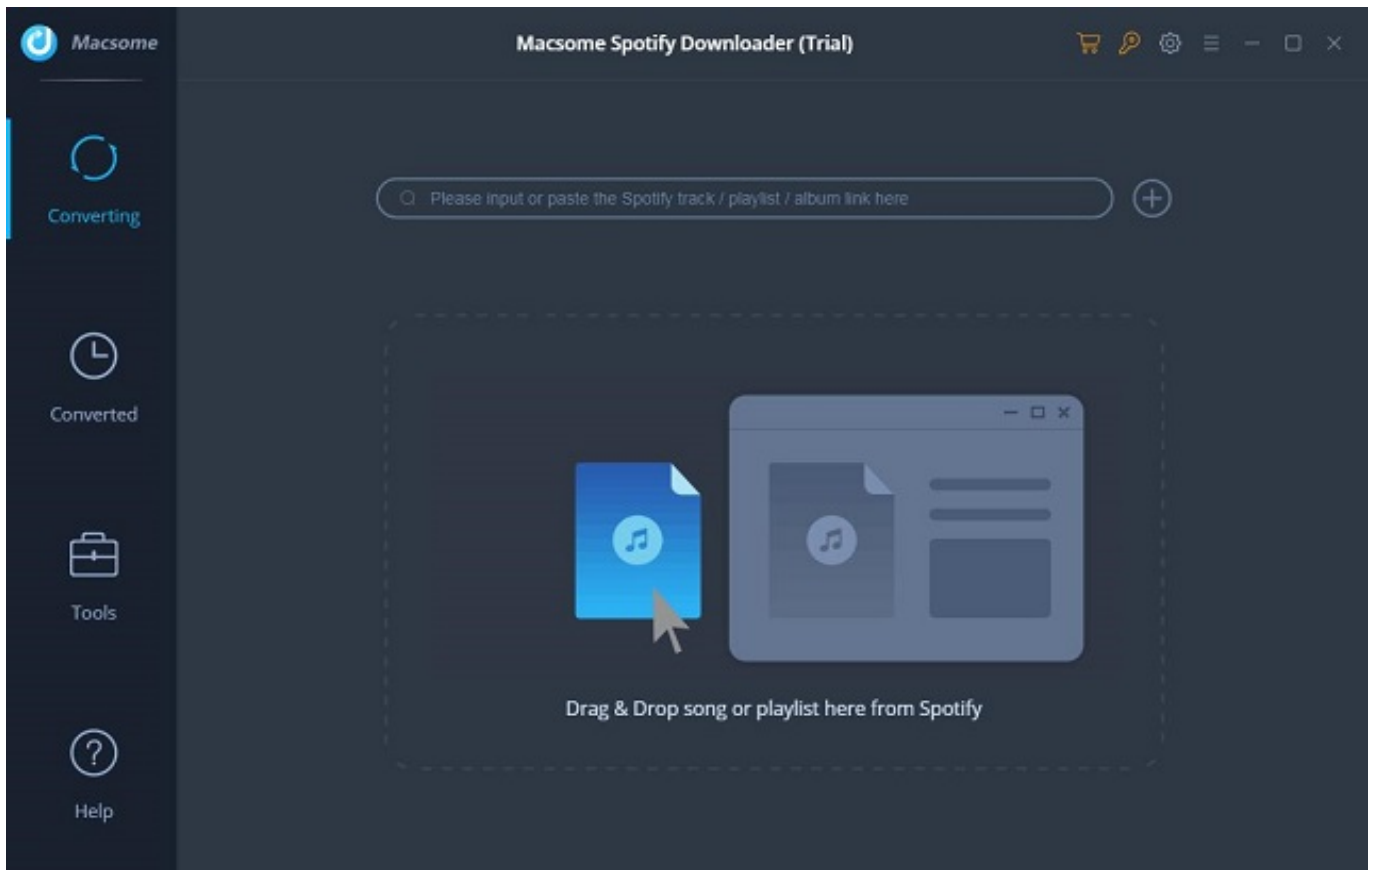 Macsome
Macsome Spotify Downloader (Trial)
Converting
Please input or paste the Spotify track / playlist / album link here
Converted
Tools
Drag & Drop song or playlist here from Spotify
Help